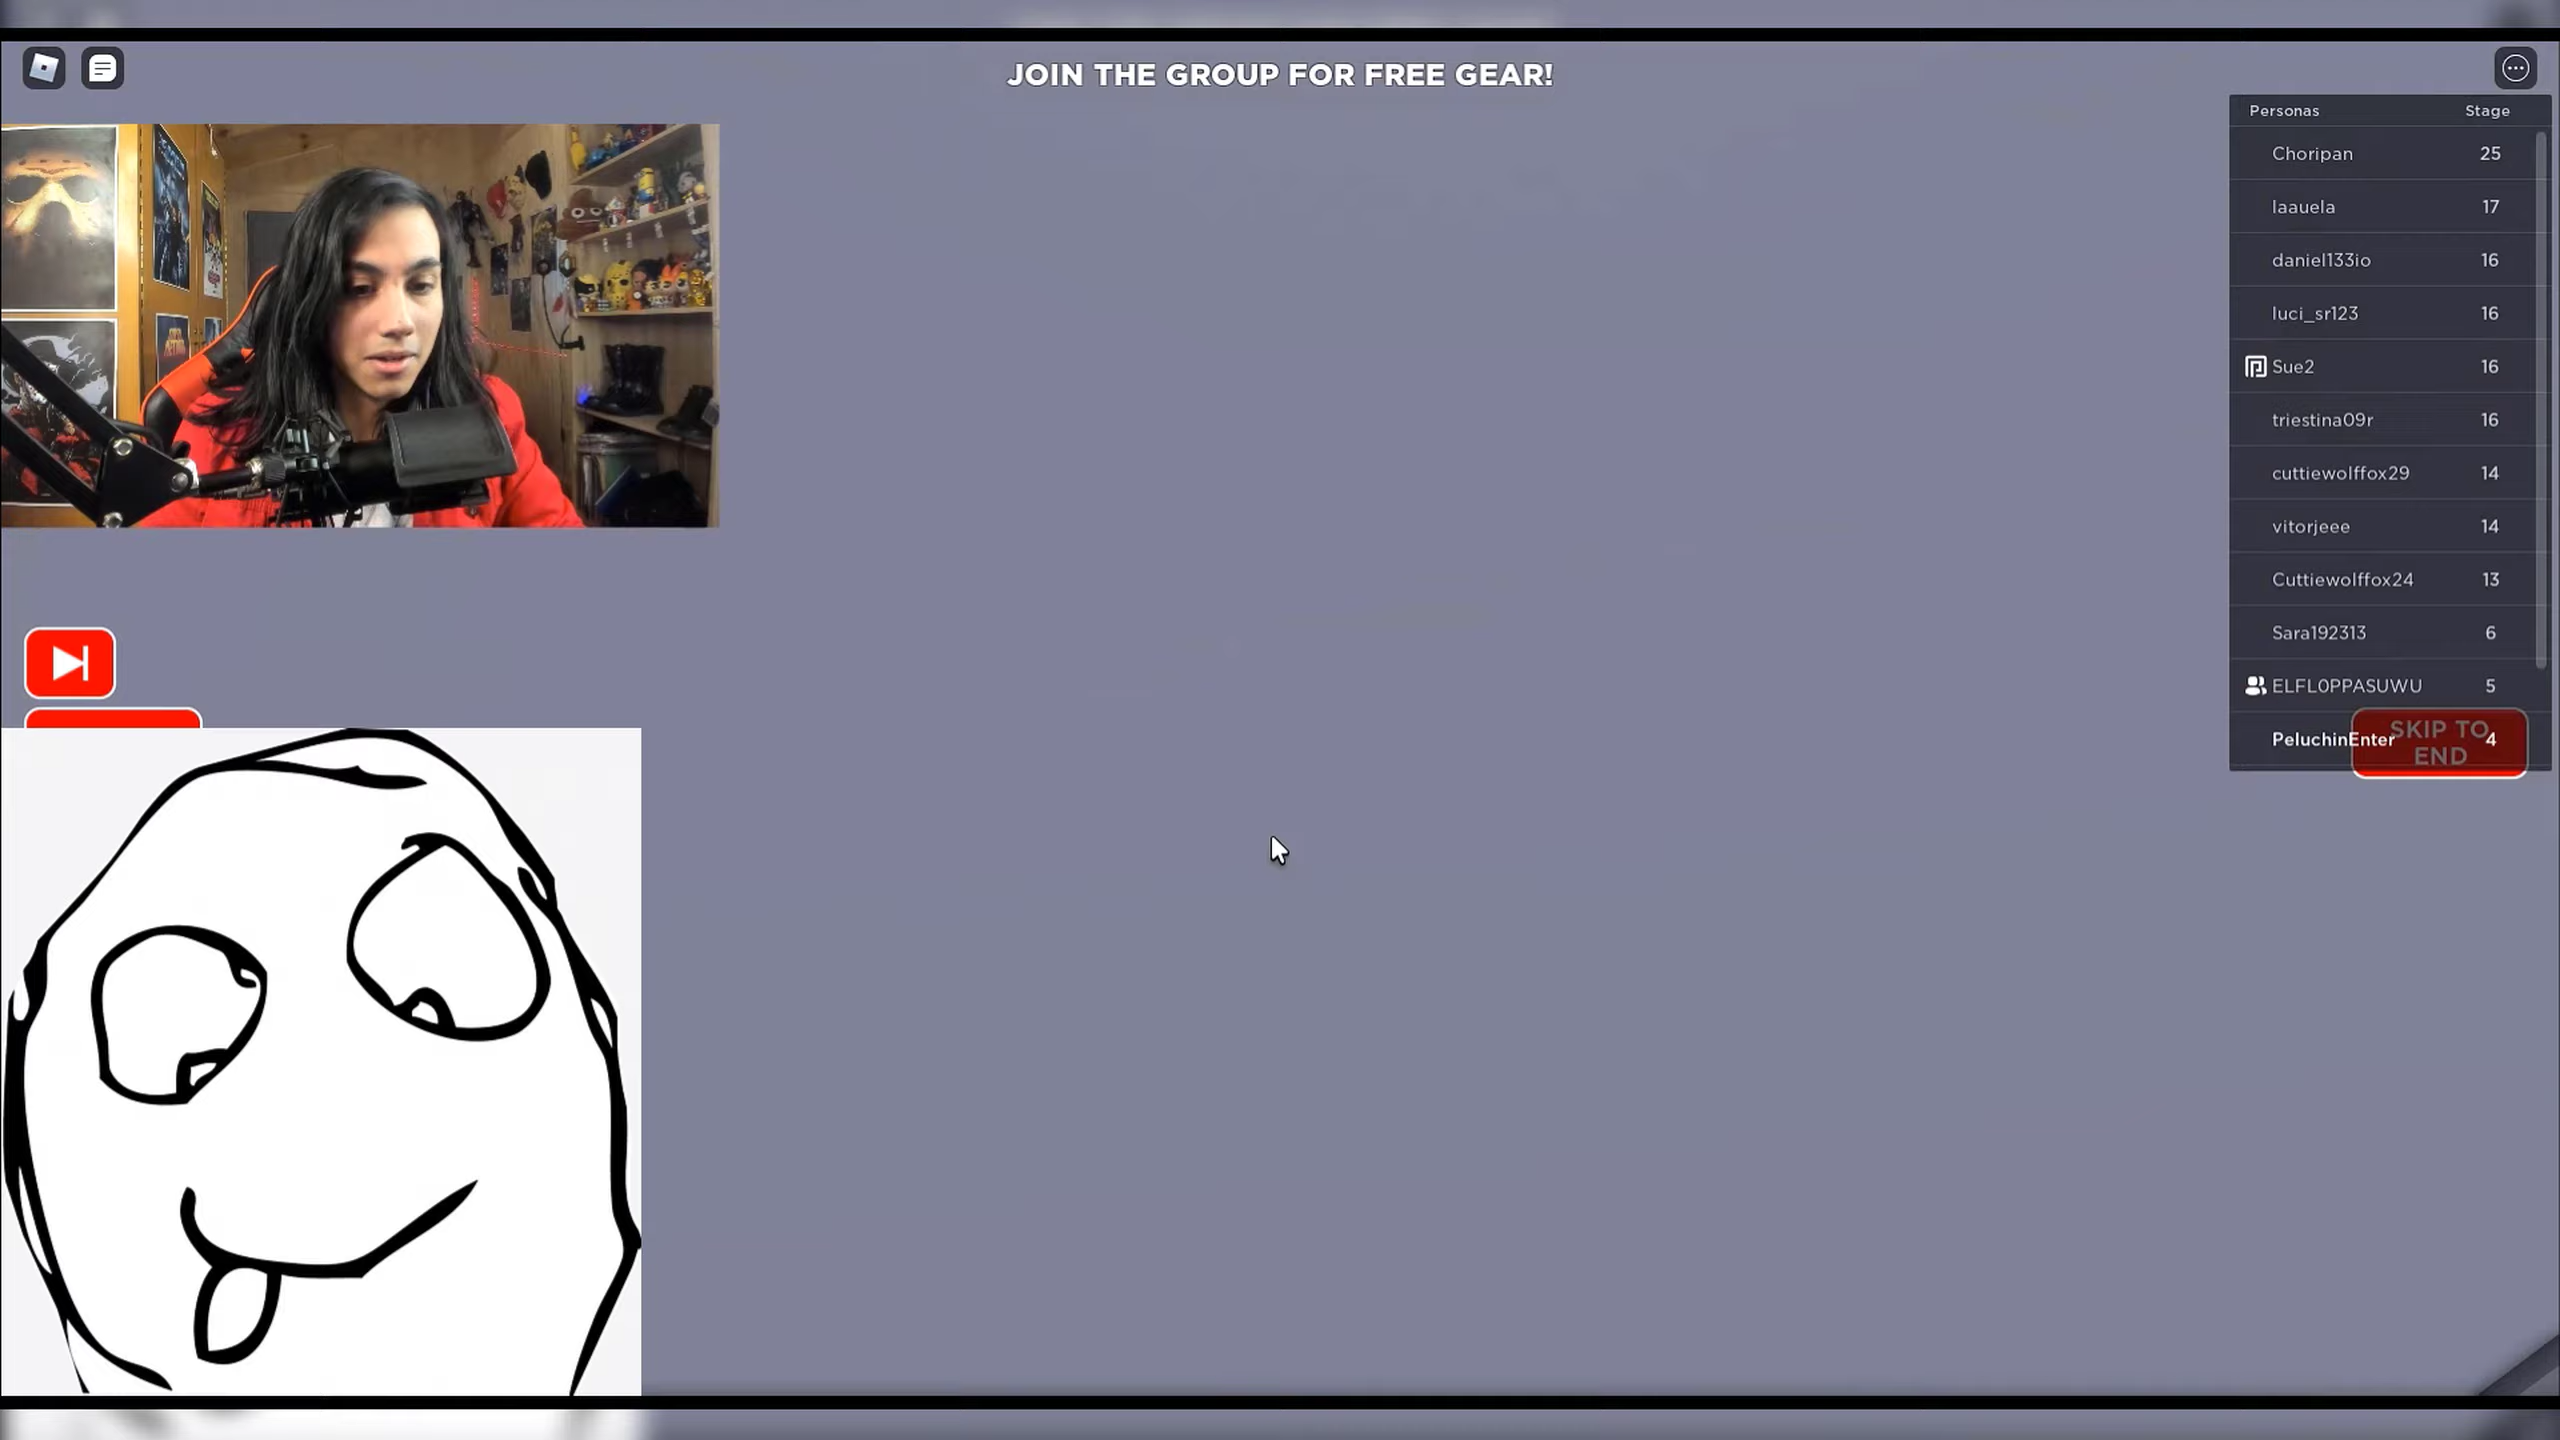 JOIN THE GROUP FOR FREE GEAR!
Personas Stage
Choripan 25
laauela 17
daniel133io 16
luci_sr123 16
Sue2 16
triestina09r 16
cuttiewolffox29 14
vitorjeee 14
Cuttiewolffox24 13
Sara192313 6
ELFL0PPASUWU 5
PeluchinEnter 4
SKIP TO
END